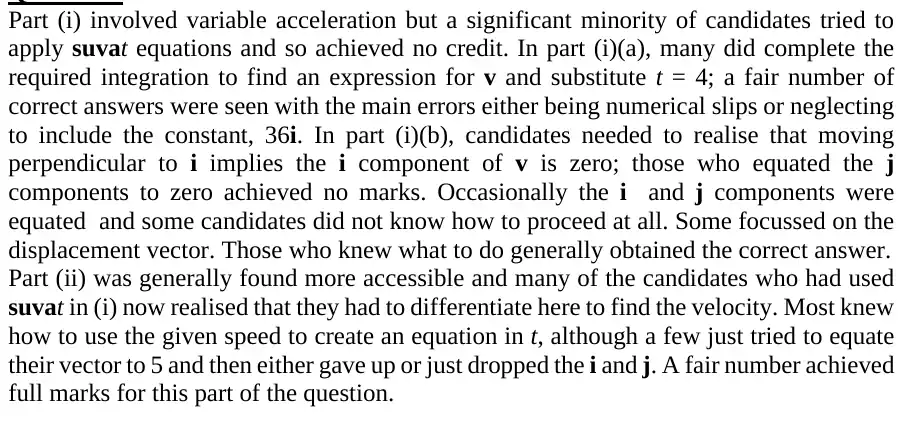 Part (i) involved variable acceleration but a significant minority of candidates tried to
apply suvat equations and so achieved no credit. In part (i)(a), many did complete the
required integration to find an expression for v and substitute t = 4; a fair number of
correct answers were seen with the main errors either being numerical slips or neglecting
to include the constant, 36i. In part (i)(b), candidates needed to realise that moving
perpendicular to i implies the i component of v is zero; those who equated the j
components to zero achieved no marks. Occasionally the i and j components were
equated and some candidates did not know how to proceed at all. Some focussed on the
displacement vector. Those who knew what to do generally obtained the correct answer.
Part (ii) was generally found more accessible and many of the candidates who had used
suvat in (i) now realised that they had to differentiate here to find the velocity. Most knew
how to use the given speed to create an equation in t, although a few just tried to equate
their vector to 5 and then either gave up or just dropped the i and j. A fair number achieved
full marks for this part of the question.